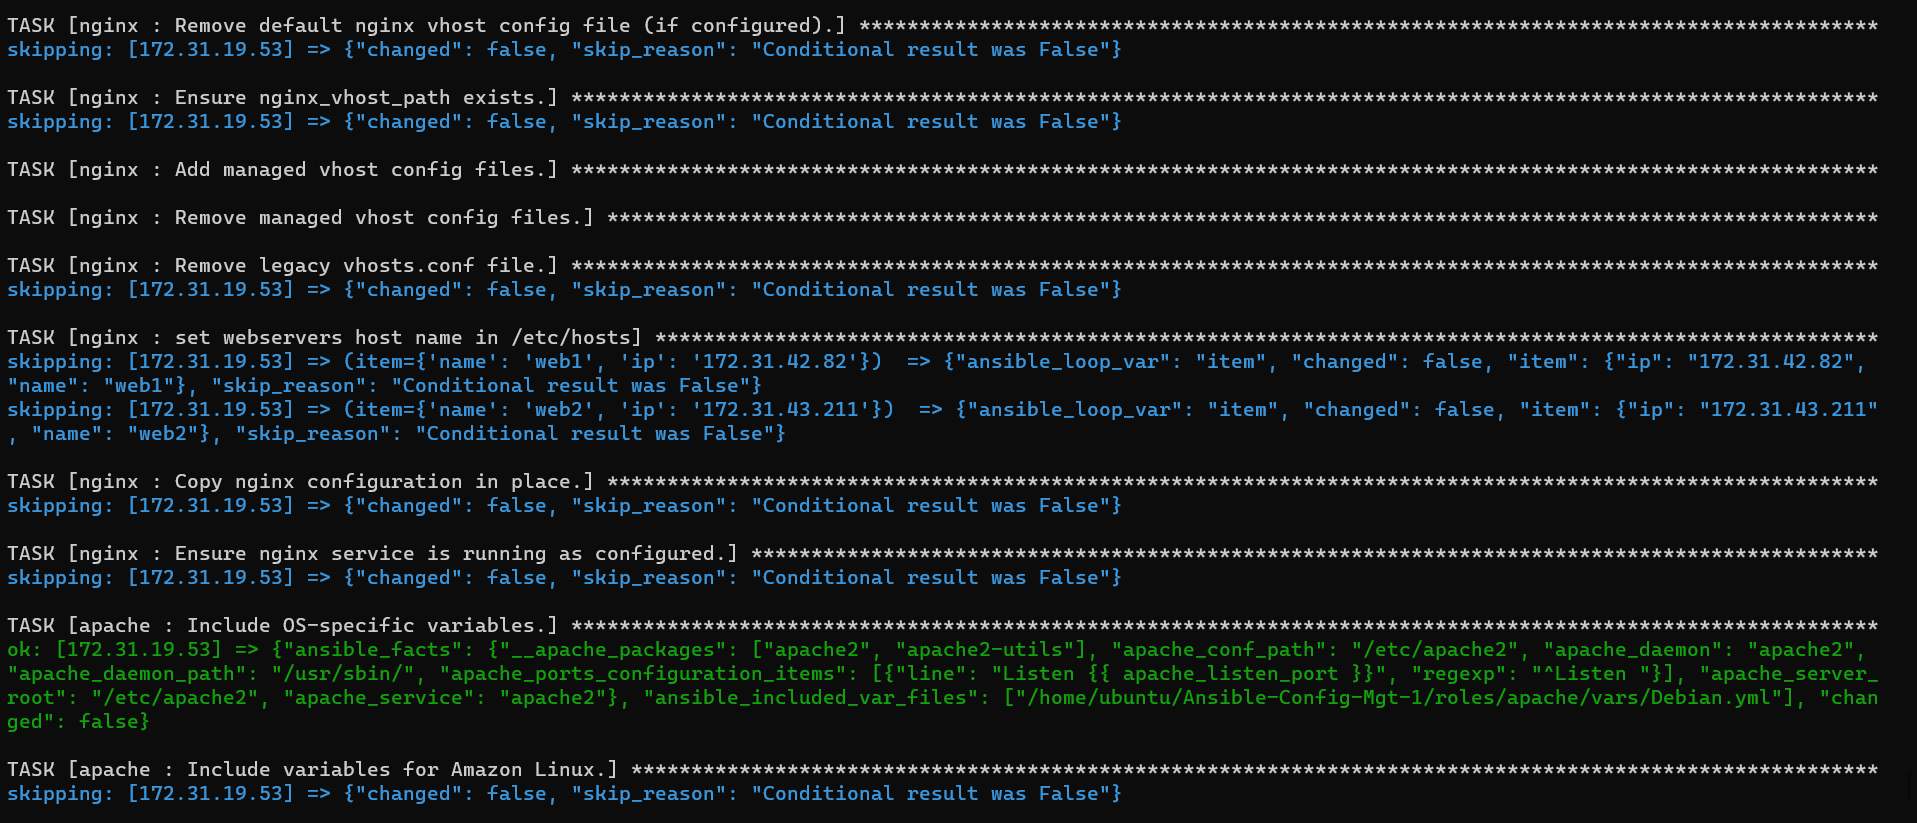 TASK [nginx : Remove default nginx vhost config file (if configured).] *************************************************************************************
skipping: [172.31.19.53] => {"changed": false, "skip_reason": "Conditional result was False"}
TASK [nginx : Ensure nginx_vhost_path exists.] *************************************************************************************************************
skipping: [172.31.19.53] => {"changed": false, "skip_reason": "Conditional result was False"}
TASK [nginx : Add managed vhost config files.] *************************************************************************************************************
TASK [nginx : Remove managed vhost config files.] **********************************************************************************************************
TASK [nginx : Remove legacy vhosts.conf file.] *************************************************************************************************************
skipping: [172.31.19.53] => {"changed": false, "skip_reason": "Conditional result was False"}
TASK [nginx : set webservers host name in /etc/hosts] ******************************************************************************************************
skipping: [172.31.19.53] => (item={'name': 'web1', 'ip': '172.31.42.82'})  => {"ansible_loop_var": "item", "changed": false, "item": {"ip": "172.31.42.82",
"name": "web1"}, "skip_reason": "Conditional result was False"}
skipping: [172.31.19.53] => (item={'name': 'web2', 'ip': '172.31.43.211'})  => {"ansible_loop_var": "item", "changed": false, "item": {"ip": "172.31.43.211"
, "name": "web2"}, "skip_reason": "Conditional result was False"}
TASK [nginx : Copy nginx configuration in place.] **********************************************************************************************************
skipping: [172.31.19.53] => {"changed": false, "skip_reason": "Conditional result was False"}
TASK [nginx : Ensure nginx service is running as configured.] **********************************************************************************************
skipping: [172.31.19.53] => {"changed": false, "skip_reason": "Conditional result was False"}
TASK [apache : Include OS-specific variables.] *************************************************************************************************************
ok: [172.31.19.53] => {"ansible_facts": {"__apache_packages": ["apache2", "apache2-utils"], "apache_conf_path": "/etc/apache2", "apache_daemon": "apache2",
"apache_daemon_path": "/usr/sbin/", "apache_ports_configuration_items": [{"line": "Listen {{ apache_listen_port }}", "regexp": "^Listen "}], "apache_server_
root": "/etc/apache2", "apache_service": "apache2"}, "ansible_included_var_files": ["/home/ubuntu/Ansible-Config-Mgt-1/roles/apache/vars/Debian.yml"], "chan
ged": false}
TASK [apache : Include variables for Amazon Linux.] ********************************************************************************************************
skipping: [172.31.19.53] => {"changed": false, "skip_reason": "Conditional result was False"}